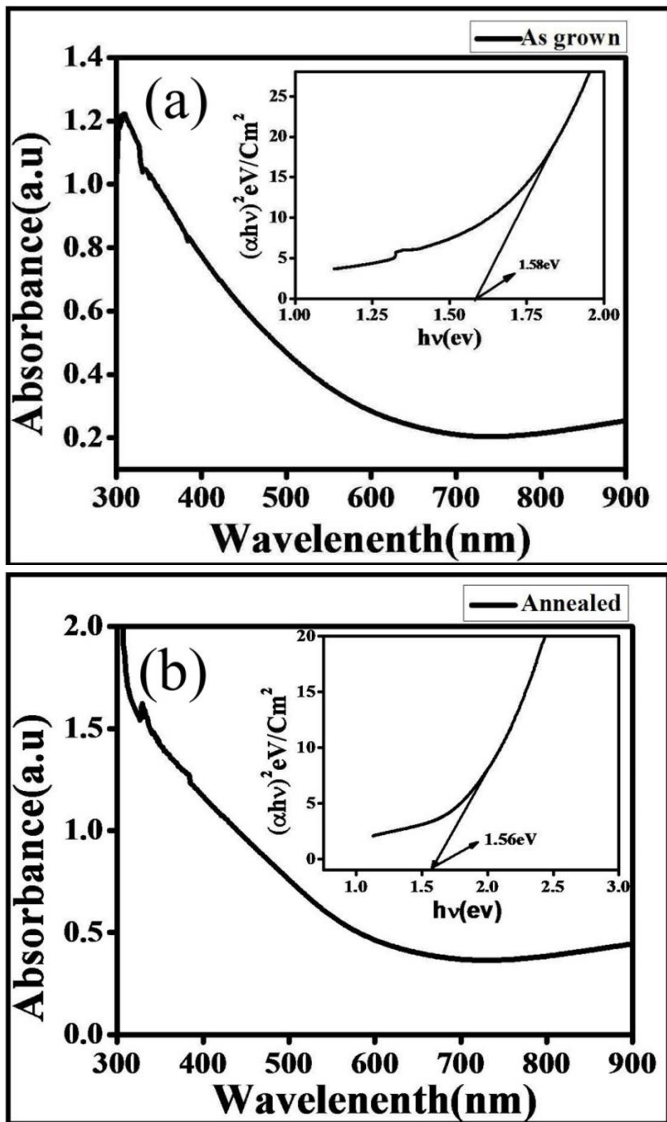 As grown
(a)
Absorbance(a.u)
1.4
1.2
1.0
0.8
0.6
0.4
0.2
300 400 500 600 700 800 900
Wavelenenth(nm)
(αhν)²eV/Cm²
25
20
15
10
5
0
1.00 1.25 1.50 1.75 2.00
hν(ev)
1.58eV
Annealed
(b)
Absorbance(a.u)
2.0
1.5
1.0
0.5
0.0
300 400 500 600 700 800 900
Wavelenenth(nm)
(αhν)²eV/Cm²
20
15
10
5
0
1.0 1.5 2.0 2.5 3.0
hν(ev)
1.56eV